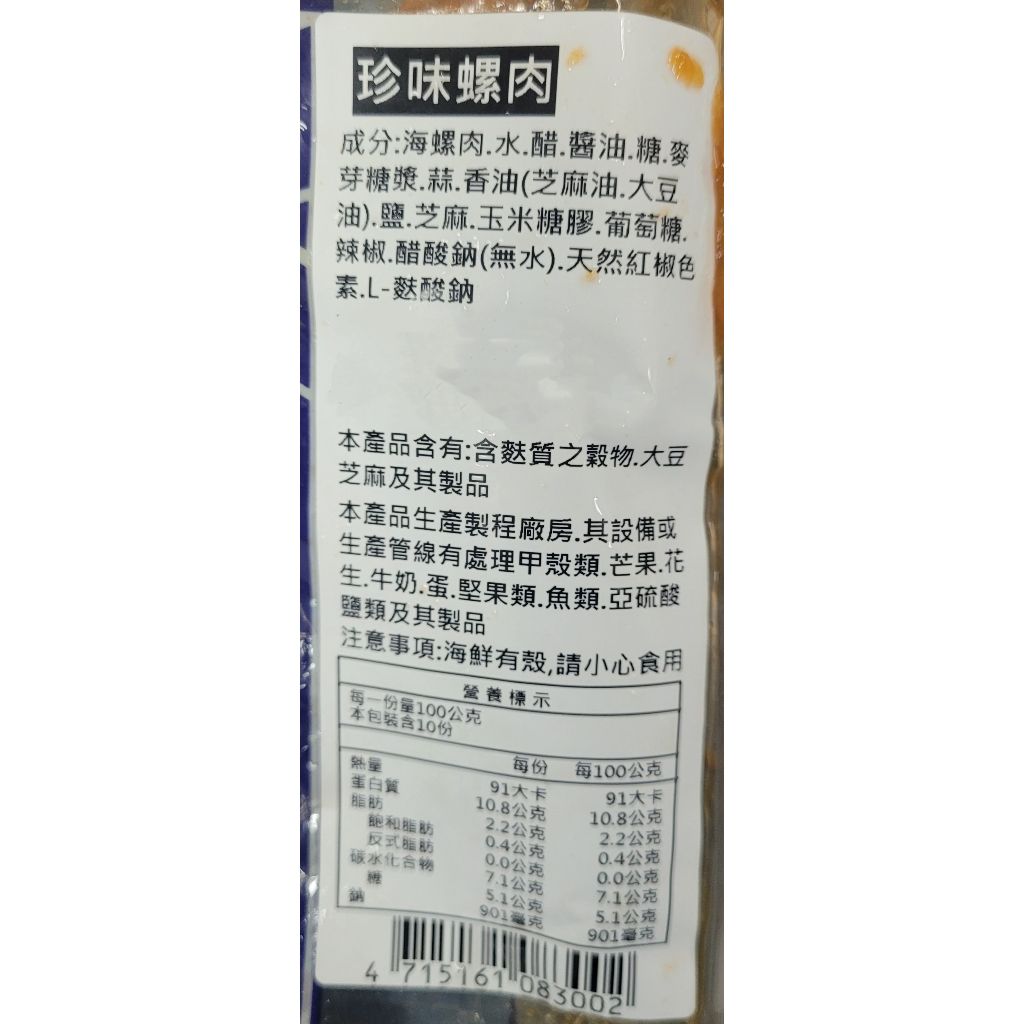 珍味螺肉
成分:海螺肉.水.醋.醬油.糖.麥
芽糖漿.蒜.香油(芝麻油.大豆
油).鹽.芝麻.玉米糖膠.葡萄糖.
辣椒.醋酸鈉(無水).天然紅椒色
素.L-麩酸鈉
本產品含有:含麩質之穀物.大豆
芝麻及其製品
本產品生產製程廠房.其設備或
生產管線有處理甲殼類.芒果.花
生.牛奶.蛋.堅果類.魚類.亞硫酸
鹽類及其製品
注意事項:海鮮有殼,請小心食用
營養標示
每一份量100公克
本包裝含10份
每份 每100公克
熱量 91大卡 91大卡
蛋白質 10.8公克 10.8公克
脂肪 2.2公克 2.2公克
飽和脂肪 0.4公克 0.4公克
反式脂肪 0.0公克 0.0公克
碳水化合物 7.1公克 7.1公克
糖 5.1公克 5.1公克
鈉 901毫克 901毫克
4 715161 083002